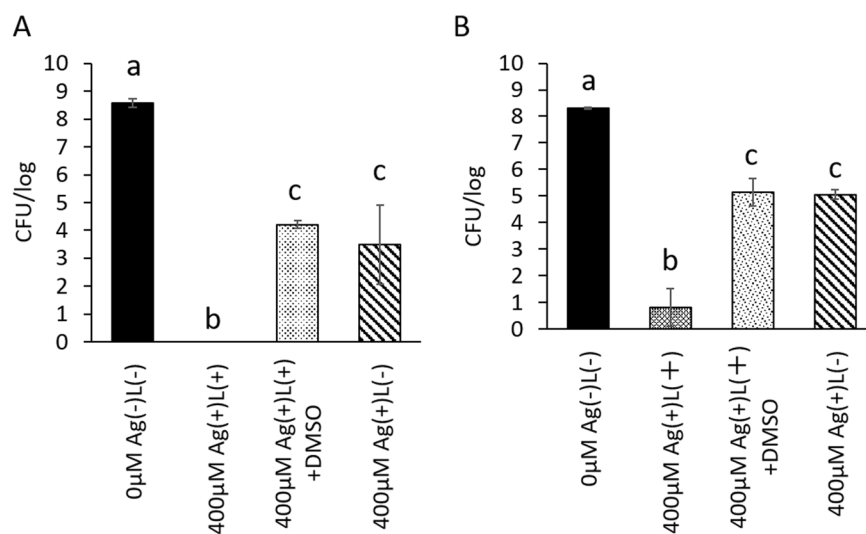 A
CFU/log
10
9
8
7
6
5
4
3
2
1
0
a
b
c
c
0μM Ag(-)L(-)
400μM Ag(+)L(+)
400μM Ag(+)L(+)
+DMSO
400μM Ag(+)L(-)
B
CFU/log
10
9
8
7
6
5
4
3
2
1
0
a
b
c
c
0μM Ag(-)L(-)
400μM Ag(+)L(+)
400μM Ag(+)L(+)
+DMSO
400μM Ag(+)L(-)